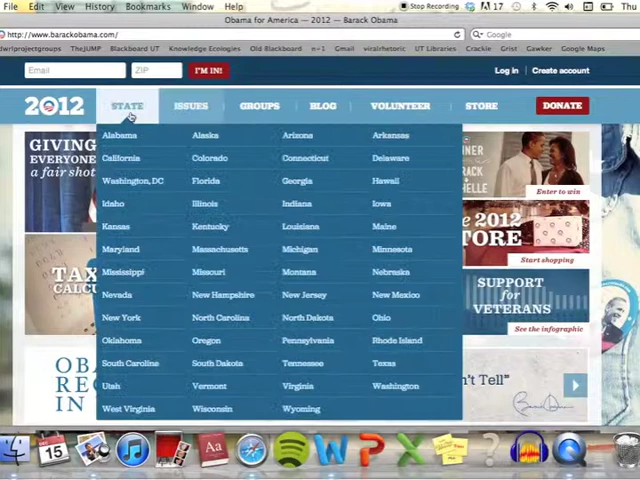 File Edit View History Bookmarks Window Help Stop Recording 17 Thu
Obama for America — 2012 — Barack Obama
http://www.barackobama.com/ Google
dwrlprojectgroups TheJUMP Blackboard UT Knowledge Ecologies Old Blackboard n+1 Gmail viralrhetoric UT Libraries Crackle Grist Gawker Google Maps
Email ZIP I'M IN! Log in Create account
2012 STATE ISSUES GROUPS BLOG VOLUNTEER STORE DONATE
Alabama Alaska Arizona Arkansas
California Colorado Connecticut Delaware
Washington, DC Florida Georgia Hawaii
Idaho Illinois Indiana Iowa
Kansas Kentucky Louisiana Maine
Maryland Massachusetts Michigan Minnesota
Mississippi Missouri Montana Nebraska
Nevada New Hampshire New Jersey New Mexico
New York North Carolina North Dakota Ohio
Oklahoma Oregon Pennsylvania Rhode Island
South Carolina South Dakota Tennessee Texas
Utah Vermont Virginia Washington
West Virginia Wisconsin Wyoming
GIVING
EVERYONE
a fair shot
TAX
CALCU
OBA
REC
IN
Enter to win
2012
STORE
Start shopping
SUPPORT
for
VETERANS
See the infographic
n't Tell"
DEC
15
Aa
W P X ?